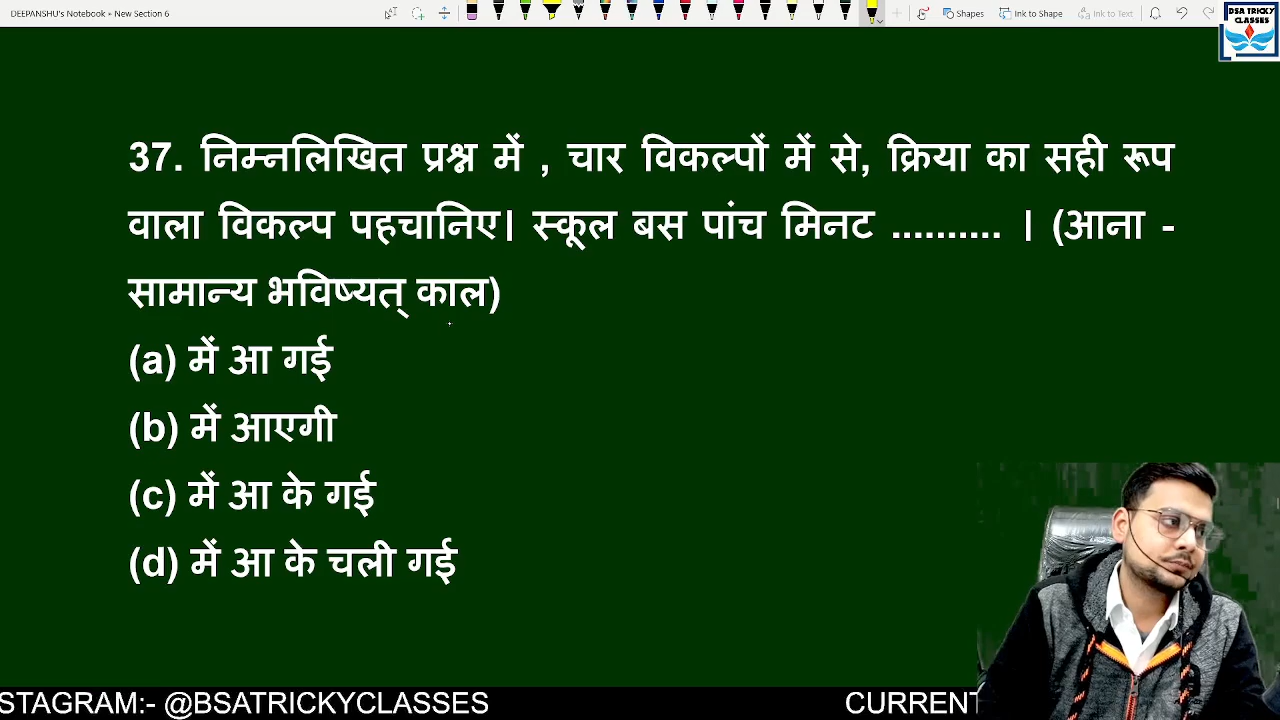 DEEPANSHU's Notebook ▸ New Section 6
Shapes Ink to Shape Ink to Text
BSA TRICKY
CLASSES
37. निम्नलिखित प्रश्न में , चार विकल्पों में से, क्रिया का सही रूप
वाला विकल्प पहचानिए। स्कूल बस पांच मिनट .......... । (आना -
सामान्य भविष्यत् काल)
(a) में आ गई
(b) में आएगी
(c) में आ के गई
(d) में आ के चली गई
STAGRAM:- @BSATRICKYCLASSES CURRENT